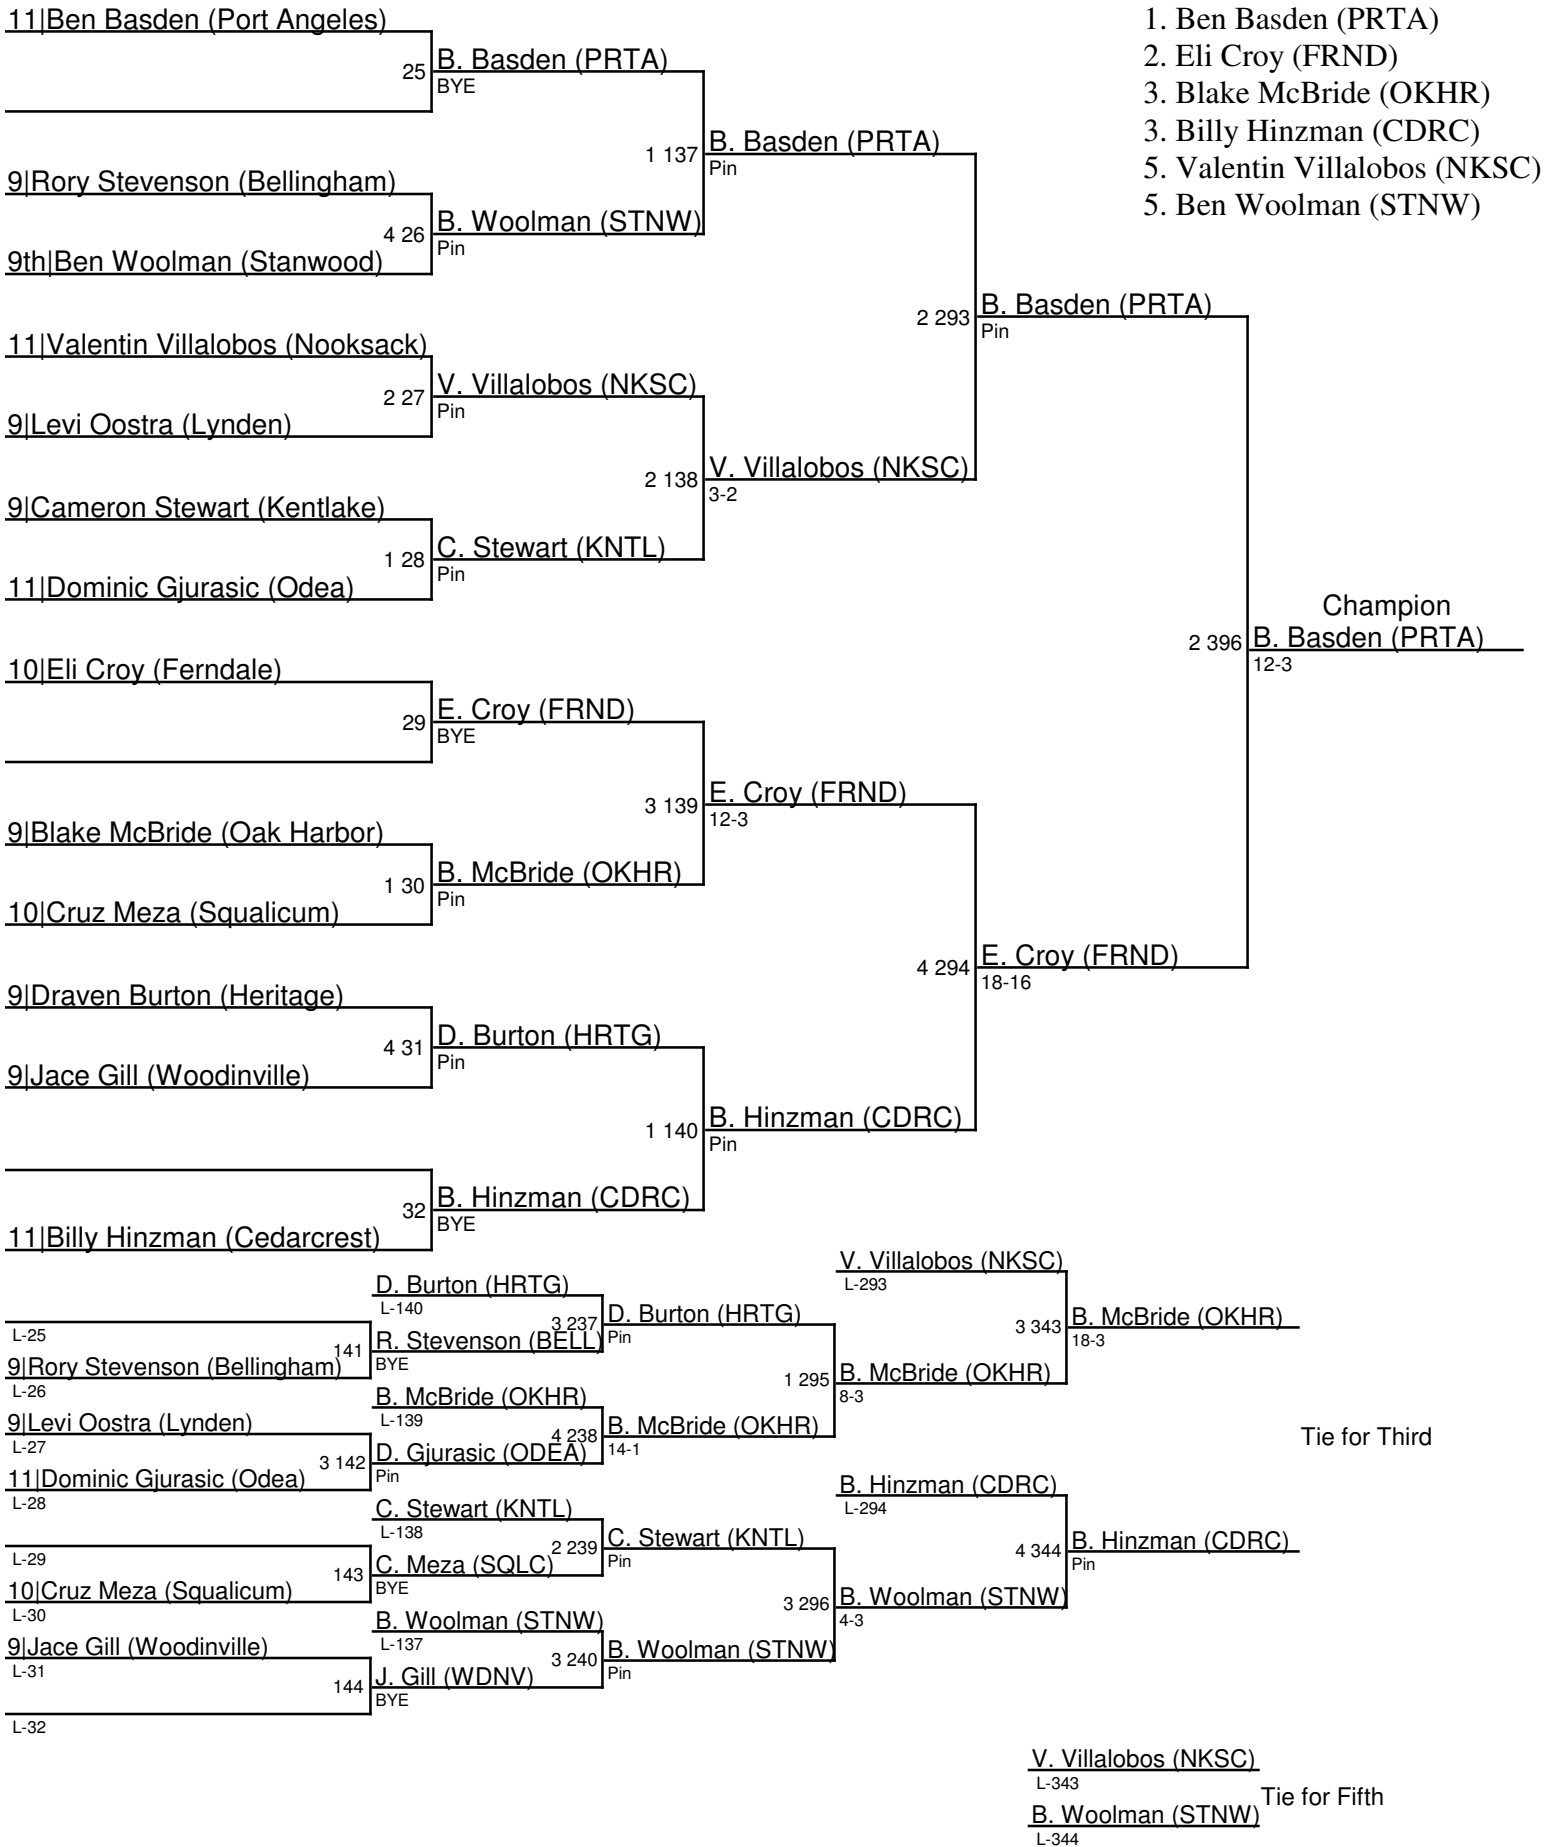 11|Ben Basden (Port Angeles)
25
B. Basden (PRTA)
BYE
9|Rory Stevenson (Bellingham)
9th|Ben Woolman (Stanwood)
4 26
B. Woolman (STNW)
Pin
1 137
B. Basden (PRTA)
Pin
11|Valentin Villalobos (Nooksack)
9|Levi Oostra (Lynden)
2 27
V. Villalobos (NKSC)
Pin
9|Cameron Stewart (Kentlake)
11|Dominic Gjurasic (Odea)
1 28
C. Stewart (KNTL)
Pin
2 138
V. Villalobos (NKSC)
3-2
2 293
B. Basden (PRTA)
Pin
10|Eli Croy (Ferndale)
29
E. Croy (FRND)
BYE
9|Blake McBride (Oak Harbor)
10|Cruz Meza (Squalicum)
1 30
B. McBride (OKHR)
Pin
3 139
E. Croy (FRND)
12-3
9|Draven Burton (Heritage)
9|Jace Gill (Woodinville)
4 31
D. Burton (HRTG)
Pin
11|Billy Hinzman (Cedarcrest)
32
B. Hinzman (CDRC)
BYE
1 140
B. Hinzman (CDRC)
Pin
4 294
E. Croy (FRND)
18-16
2 396
Champion
B. Basden (PRTA)
12-3
1. Ben Basden (PRTA)
2. Eli Croy (FRND)
3. Blake McBride (OKHR)
3. Billy Hinzman (CDRC)
5. Valentin Villalobos (NKSC)
5. Ben Woolman (STNW)
L-25
9|Rory Stevenson (Bellingham)
L-26
141
D. Burton (HRTG)
L-140
R. Stevenson (BELL)
BYE
3 237
D. Burton (HRTG)
Pin
9|Levi Oostra (Lynden)
L-27
11|Dominic Gjurasic (Odea)
L-28
3 142
B. McBride (OKHR)
L-139
D. Gjurasic (ODEA)
Pin
4 238
B. McBride (OKHR)
14-1
1 295
V. Villalobos (NKSC)
L-293
B. McBride (OKHR)
8-3
3 343
B. McBride (OKHR)
18-3
L-29
10|Cruz Meza (Squalicum)
L-30
143
C. Stewart (KNTL)
L-138
C. Meza (SQLC)
BYE
2 239
C. Stewart (KNTL)
Pin
9|Jace Gill (Woodinville)
L-31
L-32
144
B. Woolman (STNW)
L-137
J. Gill (WDNV)
BYE
3 240
B. Woolman (STNW)
Pin
3 296
B. Hinzman (CDRC)
L-294
B. Woolman (STNW)
4-3
4 344
B. Hinzman (CDRC)
Pin
Tie for Third
V. Villalobos (NKSC)
L-343
B. Woolman (STNW)
L-344
Tie for Fifth